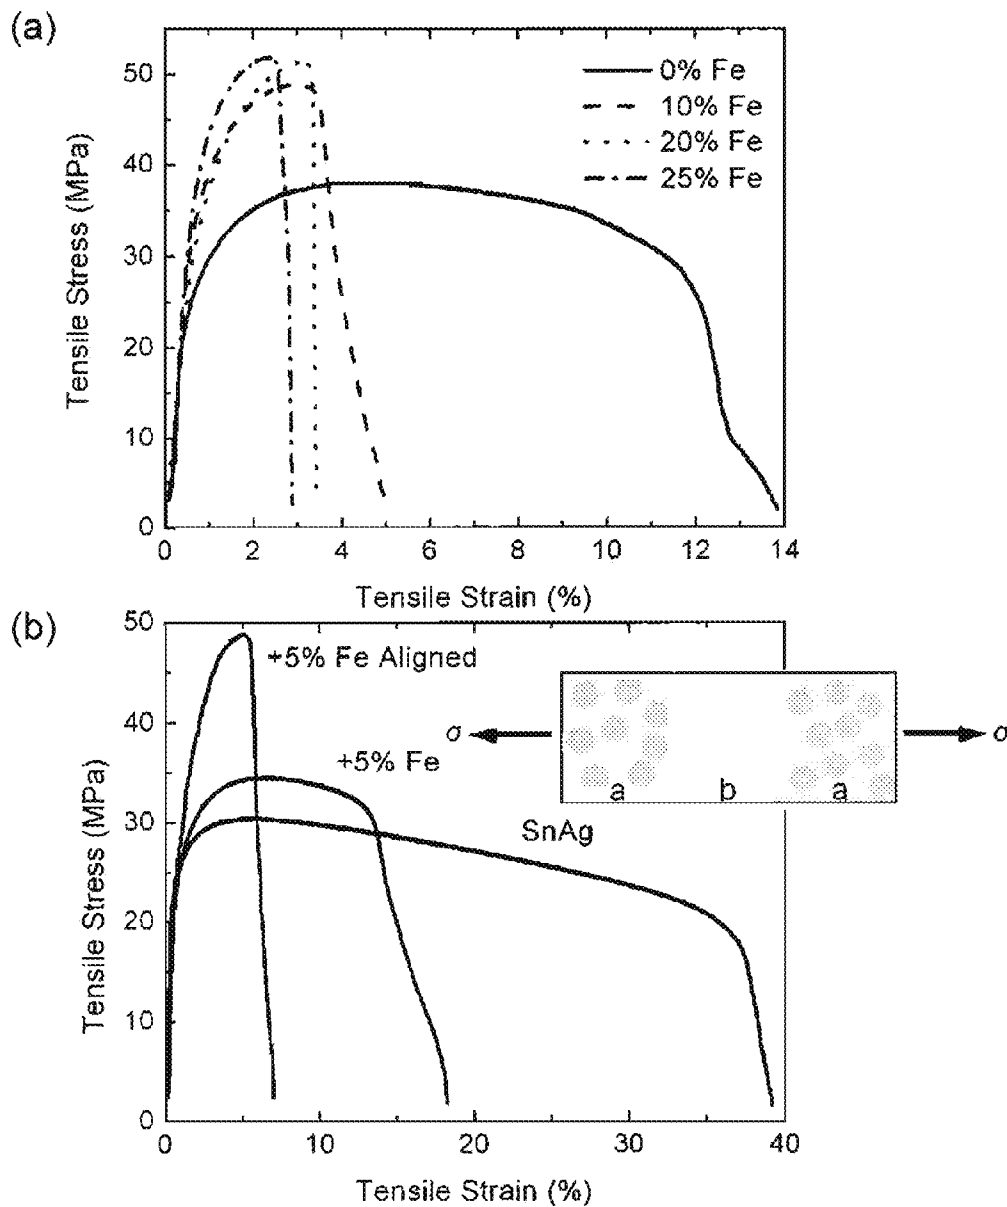 (a)
50
40
30
20
10
0
Tensile Stress (MPa)
0% Fe
10% Fe
20% Fe
25% Fe
0 2 4 6 8 10 12 14
Tensile Strain (%)
(b)
50
40
30
20
10
0
Tensile Stress (MPa)
+5% Fe Aligned
+5% Fe
SnAg
σ
a b a
σ
0 10 20 30 40
Tensile Strain (%)